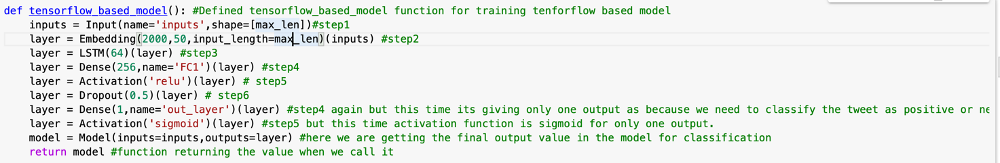 def tensorflow_based_model(): #Defined tensorflow_based_model function for training tenforflow based model
    inputs = Input(name='inputs',shape=[max_len])#step1
    layer = Embedding(2000,50,input_length=max_len)(inputs) #step2
    layer = LSTM(64)(layer) #step3
    layer = Dense(256,name='FC1')(layer) #step4
    layer = Activation('relu')(layer) # step5
    layer = Dropout(0.5)(layer) # step6
    layer = Dense(1,name='out_layer')(layer) #step4 again but this time its giving only one output as because we need to classify the tweet as positive or ne
    layer = Activation('sigmoid')(layer) #step5 but this time activation function is sigmoid for only one output.
    model = Model(inputs=inputs,outputs=layer) #here we are getting the final output value in the model for classification
    return model #function returning the value when we call it